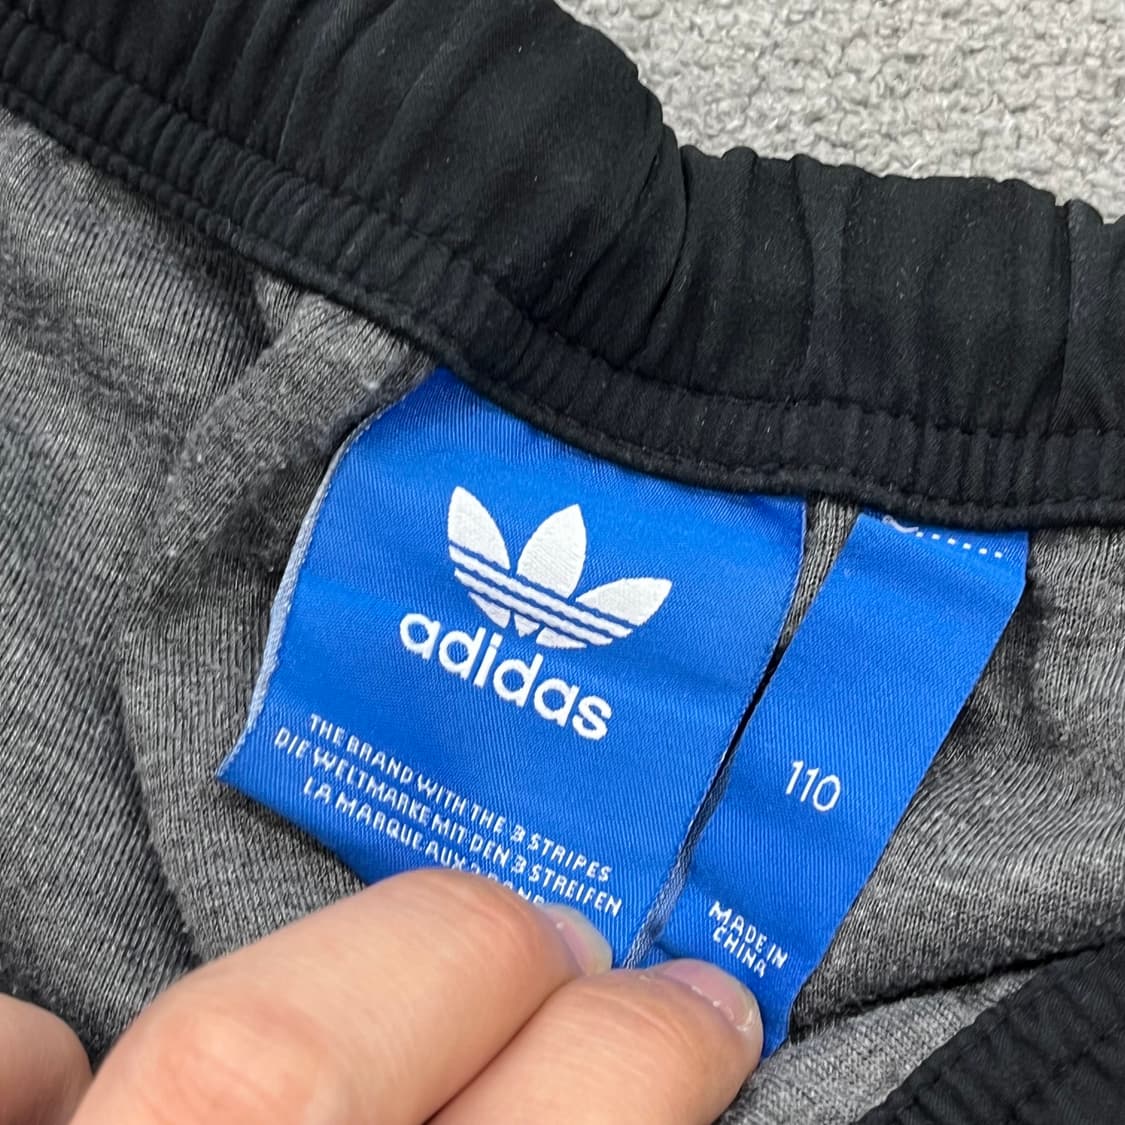 adidas
THE BRAND WITH THE 3 STRIPES
DIE WELTMARKE MIT DEN 3 STREIFEN
LA MARQUE AUX 3
110
MADE IN
CHINA